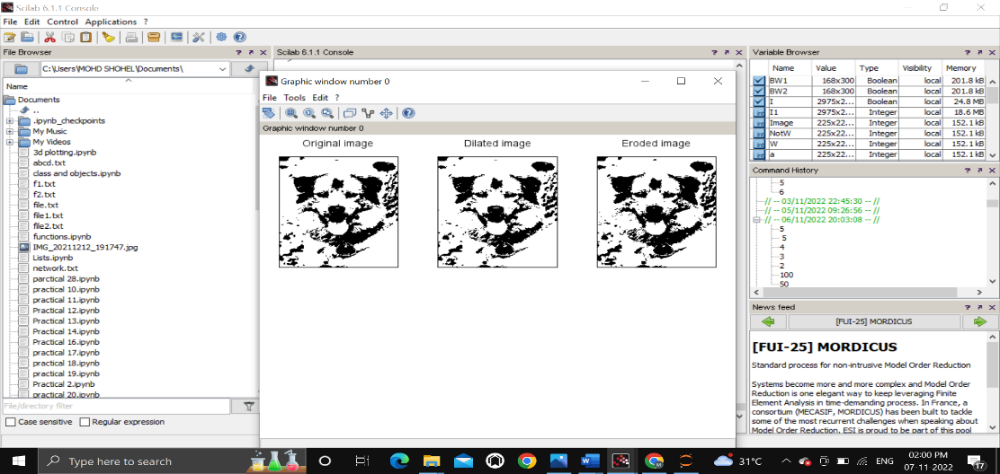 Scilab 6.1.1 Console
File Edit Control Applications ?
File Browser ? ↗ X
C:\Users\MOHD SHOHEL\Documents\
Name
Documents
..
.ipynb_checkpoints
My Music
My Videos
3d plotting.ipynb
abcd.txt
class and objects.ipynb
f1.txt
f2.txt
file.txt
file1.txt
file2.txt
functions.ipynb
IMG_20211212_191747.jpg
Lists.ipynb
network.txt
parctical 28.ipynb
practical 10.ipynb
practical 11.ipynb
Practical 12.ipynb
Practical 13.ipynb
Practical 14.ipynb
Practical 16.ipynb
practical 17.ipynb
practical 18.ipynb
practical 19.ipynb
Practical 2.ipynb
practical 20.ipynb
File/directory filter
Case sensitive Regular expression
Scilab 6.1.1 Console ? ↗ X
Graphic window number 0
File Tools Edit ?
Graphic window number 0
Original image Dilated image Eroded image
Variable Browser ? ↗ X
Name Value Type Visibility Memory
BW1 168x300 Boolean local 201.8 kB
BW2 168x300 Boolean local 201.8 kB
I 2975x2... Boolean local 24.8 MB
I1 2975x2... Integer local 18.6 MB
Image 225x22... Integer local 152.1 kB
NotW 225x22... Integer local 152.1 kB
W 225x22... Integer local 152.1 kB
a 225x22... Integer local 152.1 kB
Command History ? ↗ X
5
6
// -- 03/11/2022 22:45:30 -- //
// -- 05/11/2022 09:26:56 -- //
// -- 06/11/2022 20:03:08 -- //
5
5
4
3
2
100
50
News feed ? ↗ X
[FUI-25] MORDICUS
[FUI-25] MORDICUS
Standard process for non-intrusive Model Order Reduction
Systems become more and more complex and Model Order
Reduction is one elegant way to keep leveraging Finite
Element Analysis in time-demanding process. In France, a
consortium (MECASIF, MORDICUS) has been built to tackle
some of the most recurrent challenges when speaking about
Model Order Reduction. ESI is proud to be part of this pool
Type here to search
31°C
ENG
02:00 PM
07-11-2022
17